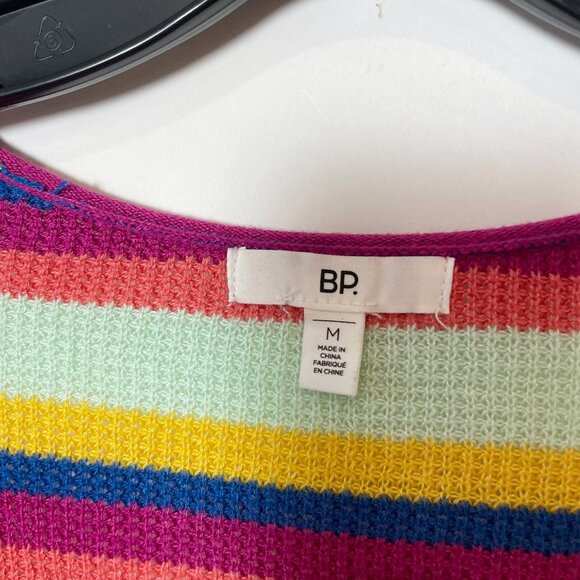 BP.
M
MADE IN
CHINA
FABRIQUÉ
EN CHINE